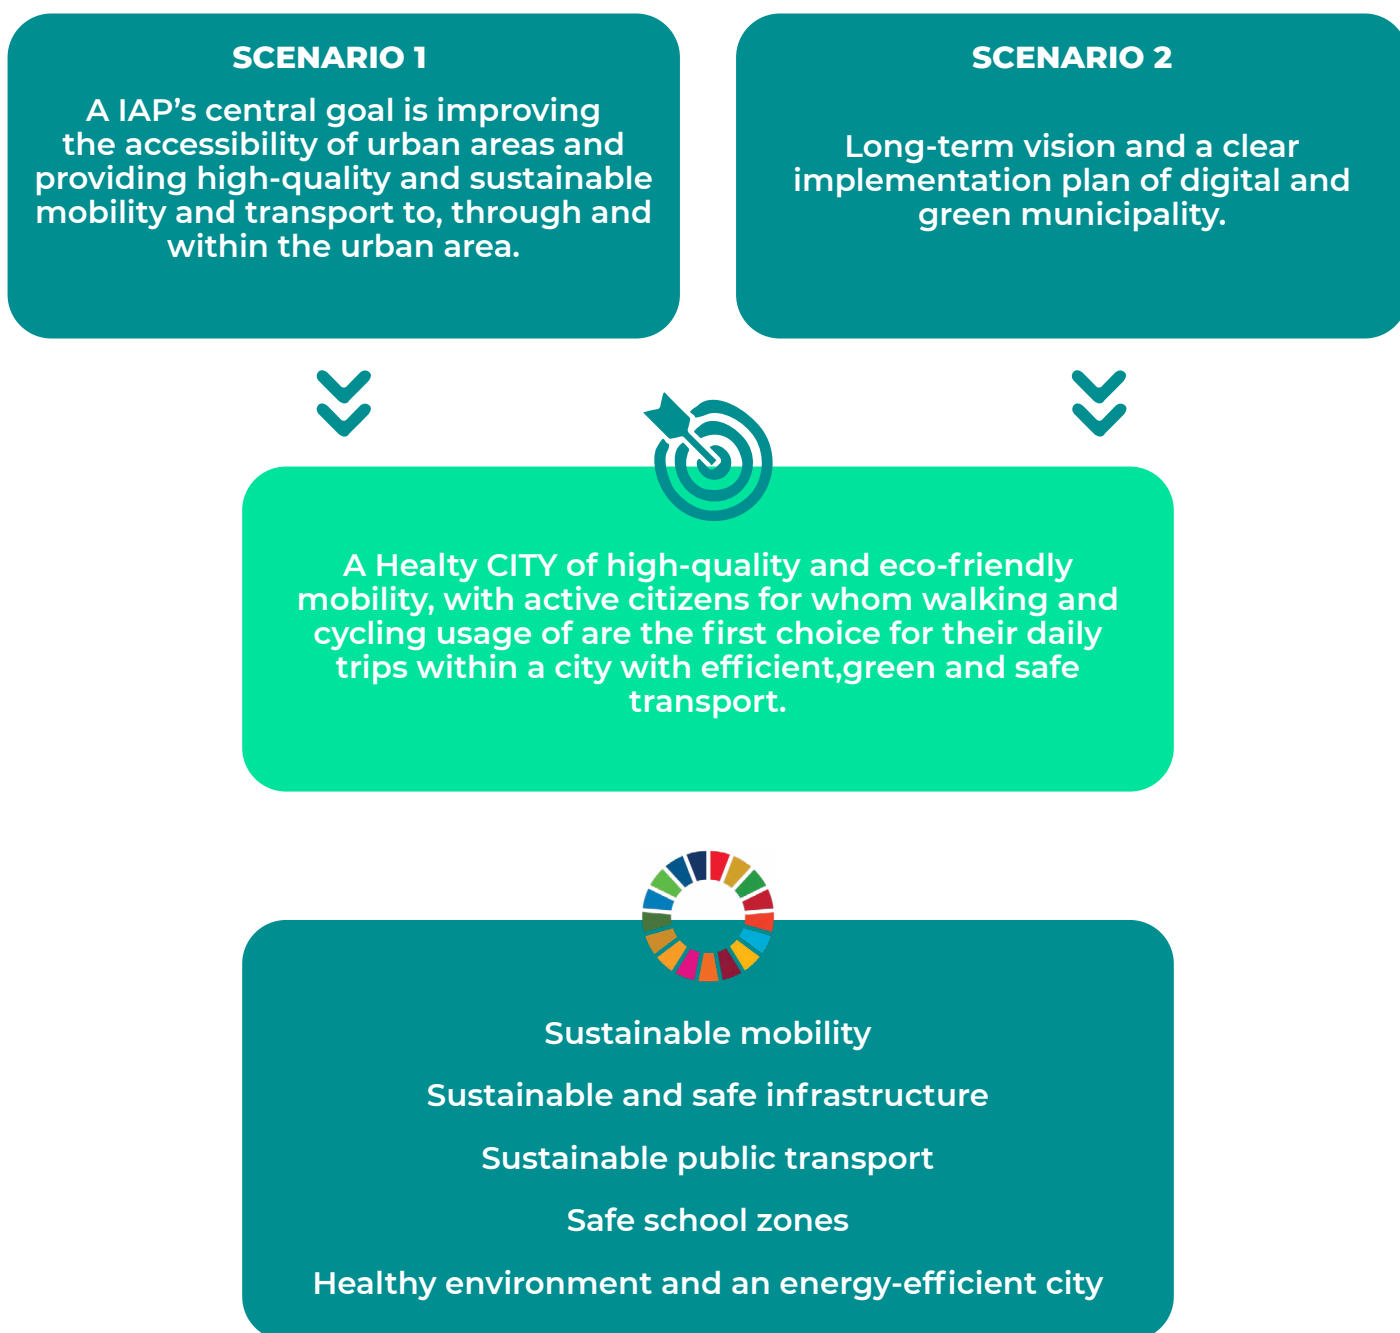 SCENARIO 1
A IAP’s central goal is improving
the accessibility of urban areas and
providing high-quality and sustainable
mobility and transport to, through and
within the urban area.
SCENARIO 2
Long-term vision and a clear
implementation plan of digital and
green municipality.
A Healty CITY of high-quality and eco-friendly
mobility, with active citizens for whom walking and
cycling usage of are the first choice for their daily
trips within a city with efficient,green and safe
transport.
Sustainable mobility
Sustainable and safe infrastructure
Sustainable public transport
Safe school zones
Healthy environment and an energy-efficient city